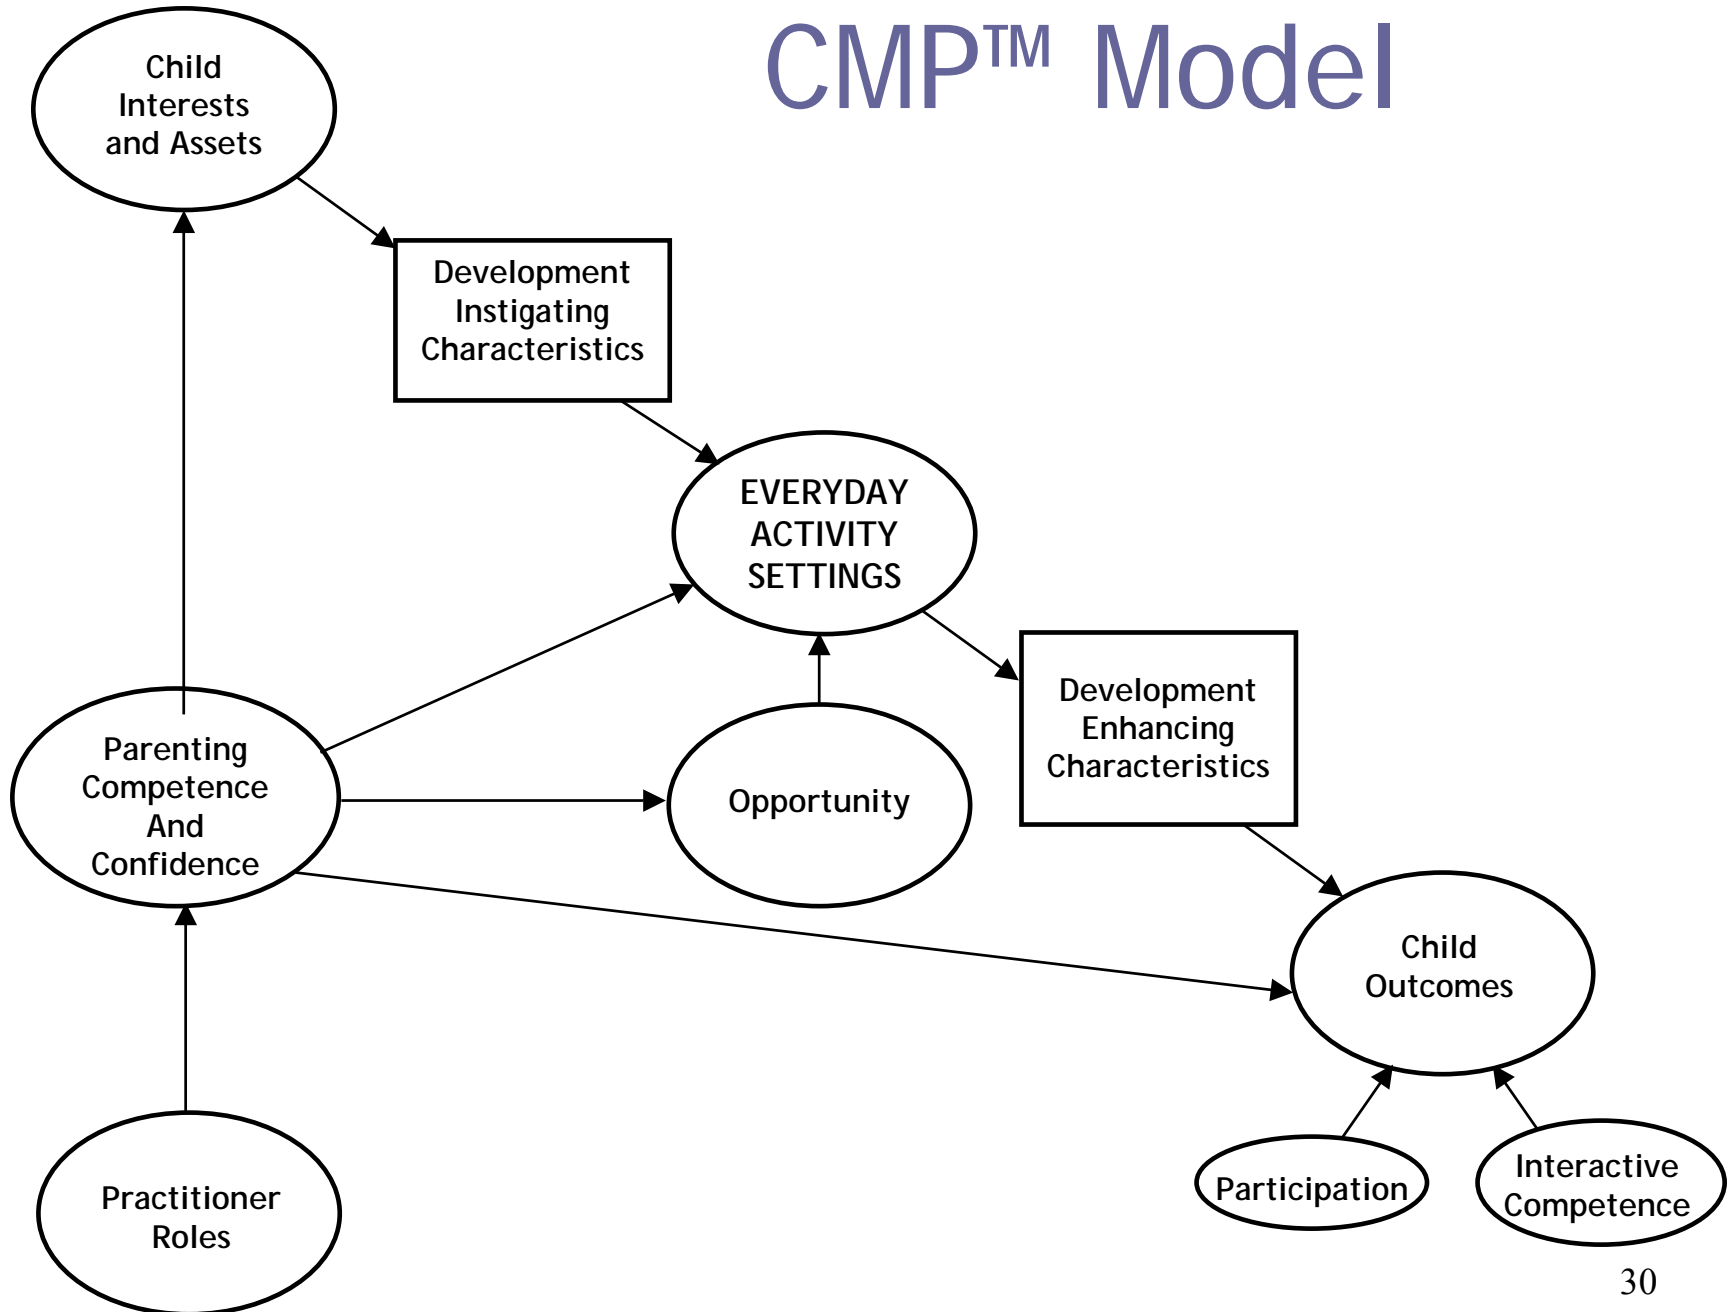 CMP™ Model
Child
Interests
and Assets
Development
Instigating
Characteristics
EVERYDAY
ACTIVITY
SETTINGS
Development
Enhancing
Characteristics
Parenting
Competence
And
Confidence
Opportunity
Child
Outcomes
Practitioner
Roles
Participation
Interactive
Competence
30